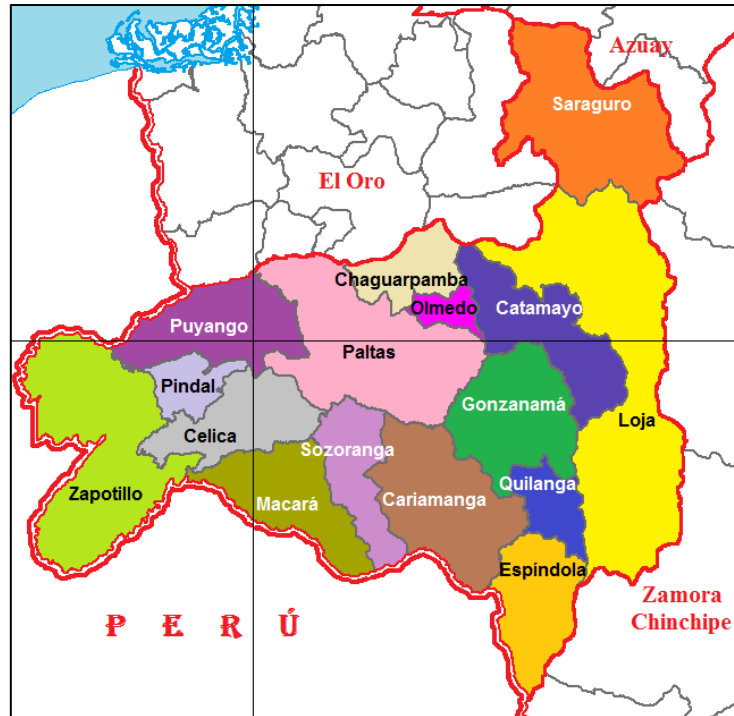 Azuay
Saraguro
El Oro
Chaguarpamba
Olmedo
Catamayo
Puyango
Paltas
Pindal
Gonzanamá
Loja
Celica
Sozoranga
Zapotillo
Macará
Cariamanga
Quilanga
Espíndola
Zamora
Chinchipe
P E R Ú